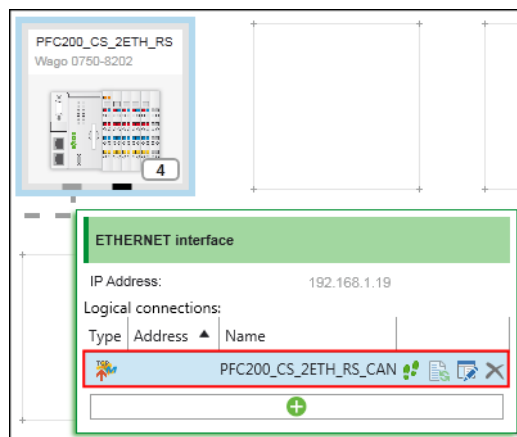 PFC200_CS_2ETH_RS
Wago 0750-8202
4
ETHERNET interface
IP Address: 192.168.1.19
Logical connections:
Type Address Name
PFC200_CS_2ETH_RS_CAN